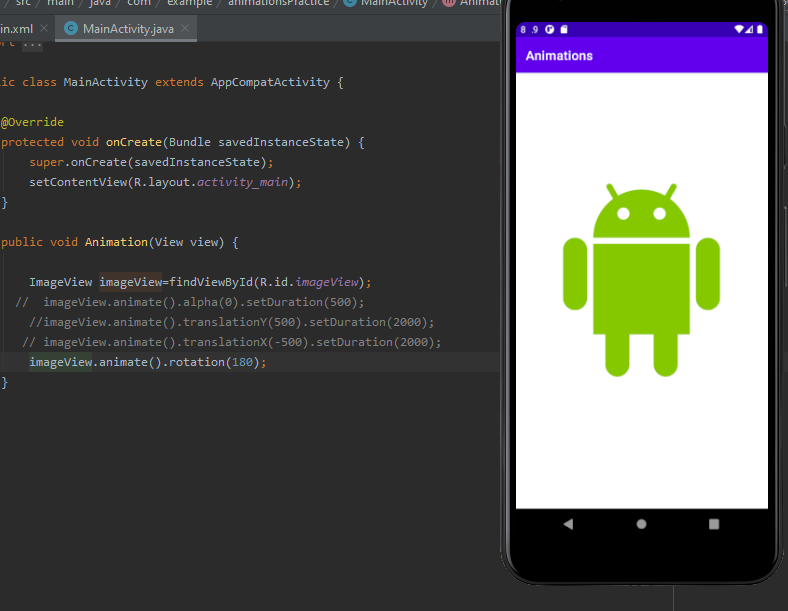 src / main / java / com / example / animationsPractice / MainActivity /
in.xml × MainActivity.java ×
...
ic class MainActivity extends AppCompatActivity {
@Override
protected void onCreate(Bundle savedInstanceState) {
super.onCreate(savedInstanceState);
setContentView(R.layout.activity_main);
}
public void Animation(View view) {
ImageView imageView=findViewById(R.id.imageView);
// imageView.animate().alpha(0).setDuration(500);
//imageView.animate().translationY(500).setDuration(2000);
// imageView.animate().translationX(-500).setDuration(2000);
imageView.animate().rotation(180);
}
8 .9
Animations